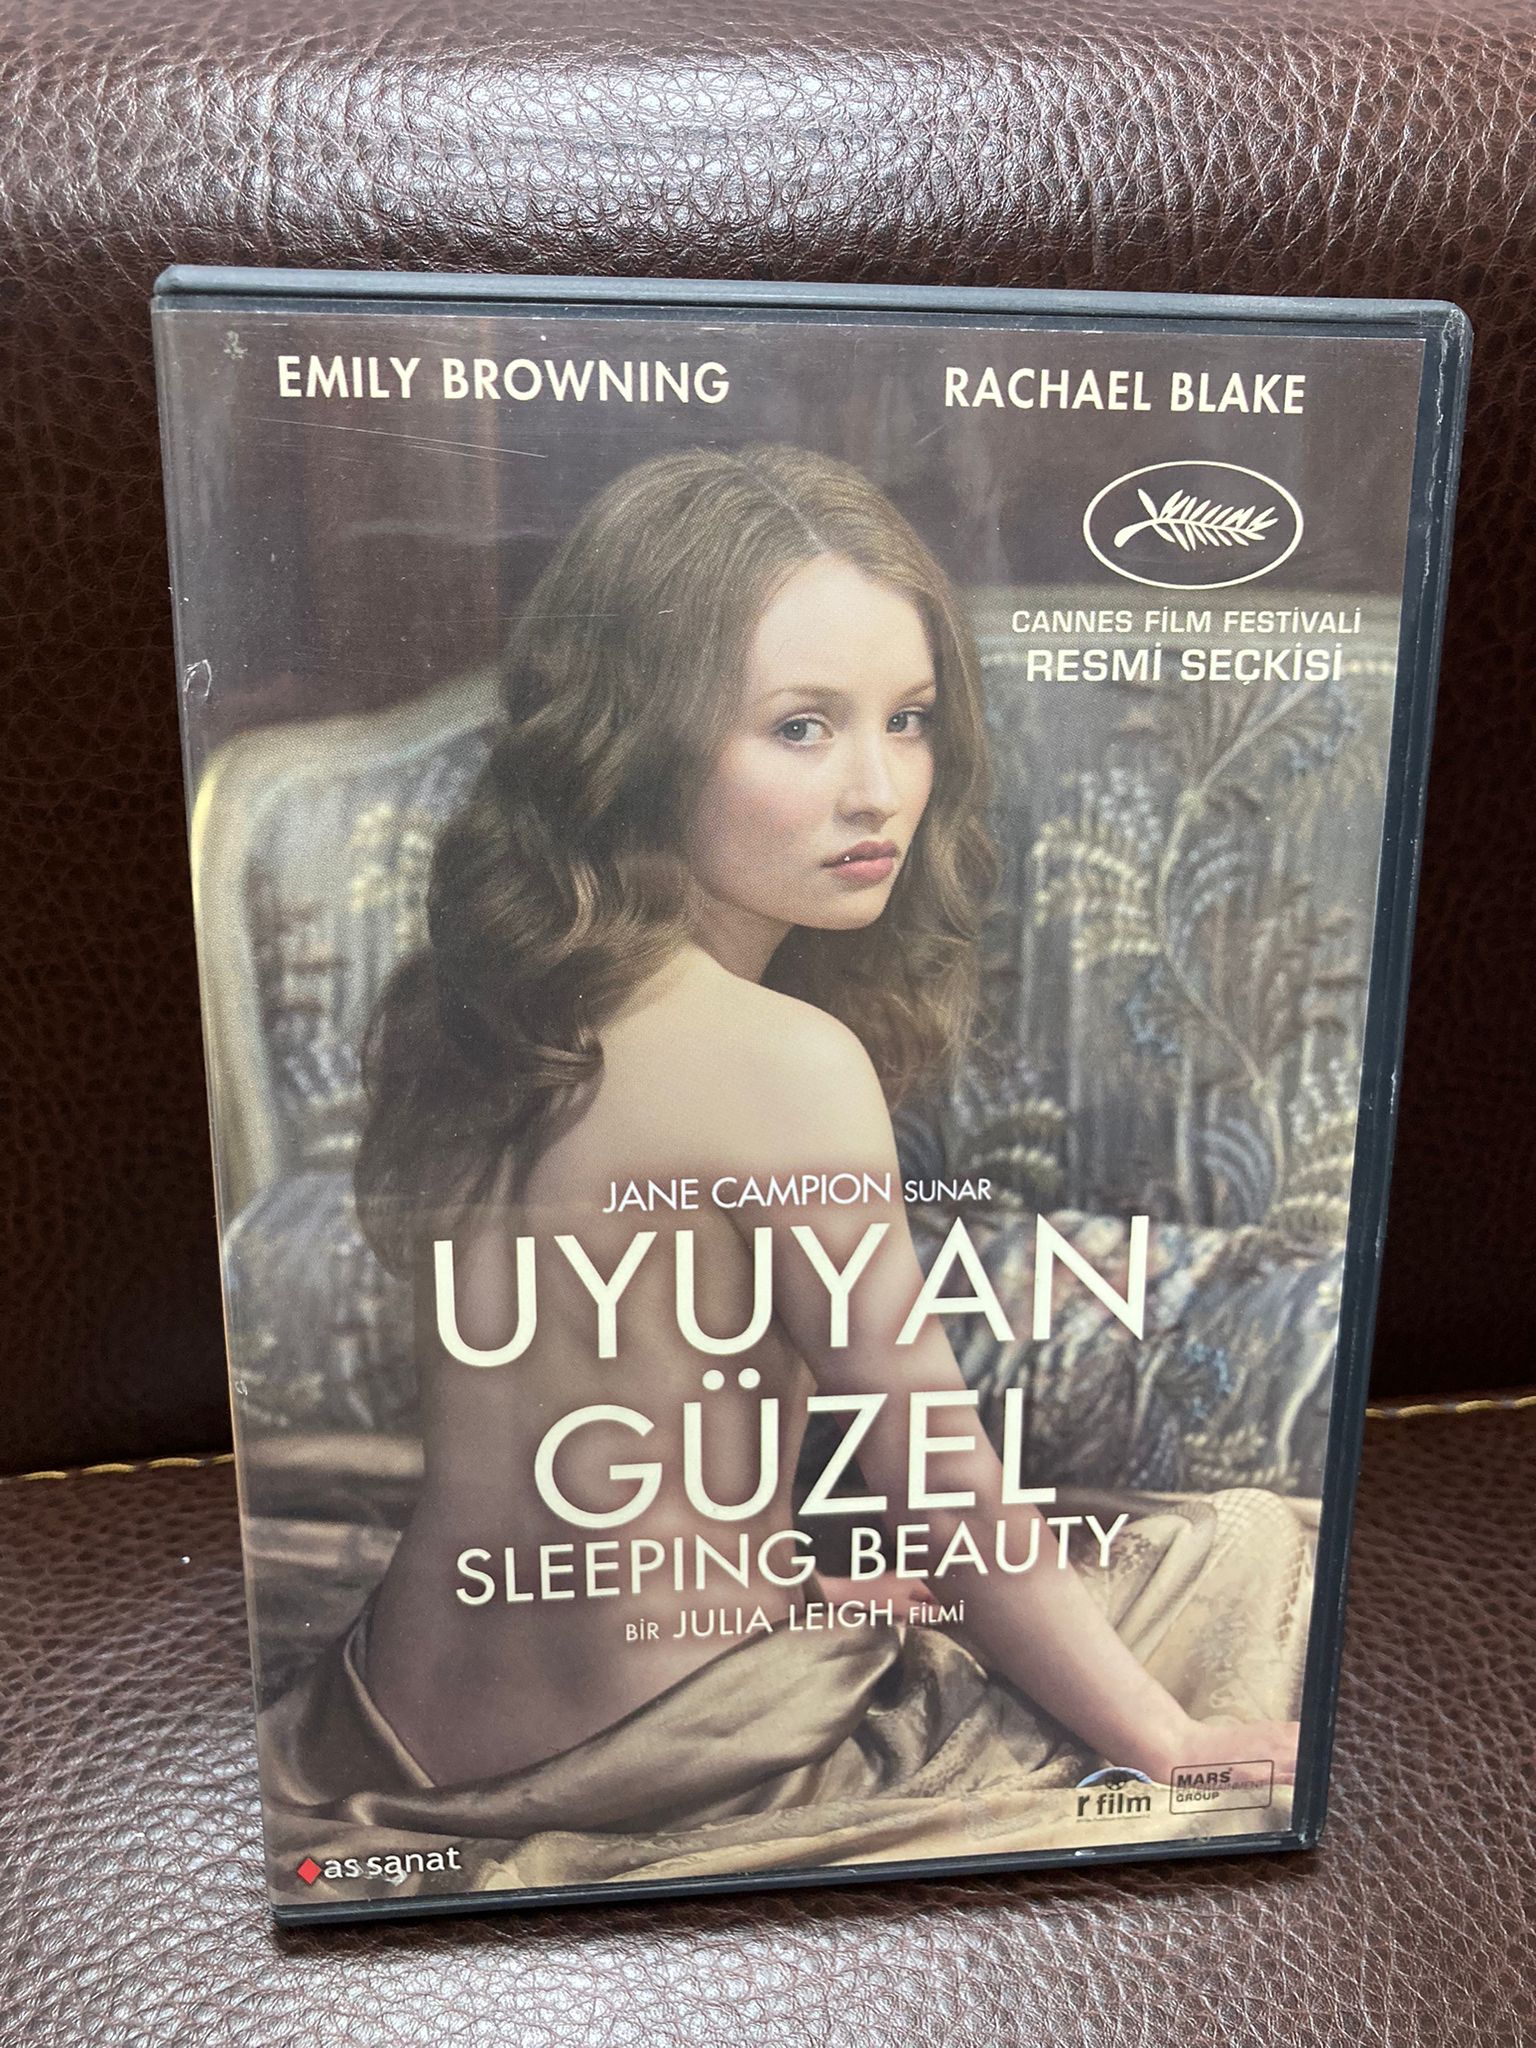 EMILY BROWNING
RACHAEL BLAKE
CANNES FİLM FESTİVALİ
RESMİ SEÇKİSİ
JANE CAMPION SUNAR
UYUYAN
GÜZEL
SLEEPING BEAUTY
BİR JULIA LEIGH FİLMİ
r film
MARS
ENTERTAINMENT
GROUP
as sanat